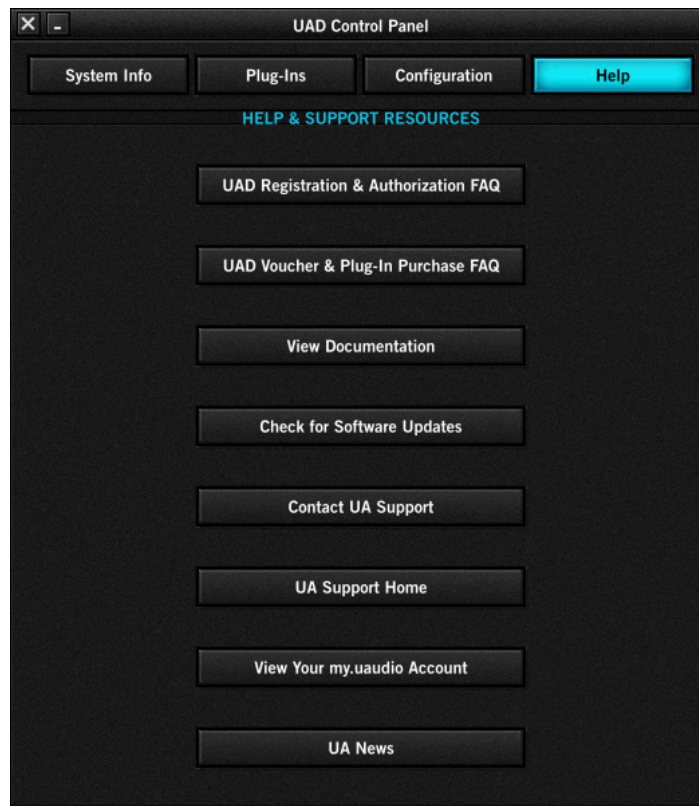 UAD Control Panel
System Info Plug-Ins Configuration Help
HELP & SUPPORT RESOURCES
UAD Registration & Authorization FAQ
UAD Voucher & Plug-In Purchase FAQ
View Documentation
Check for Software Updates
Contact UA Support
UA Support Home
View Your my.uaudio Account
UA News